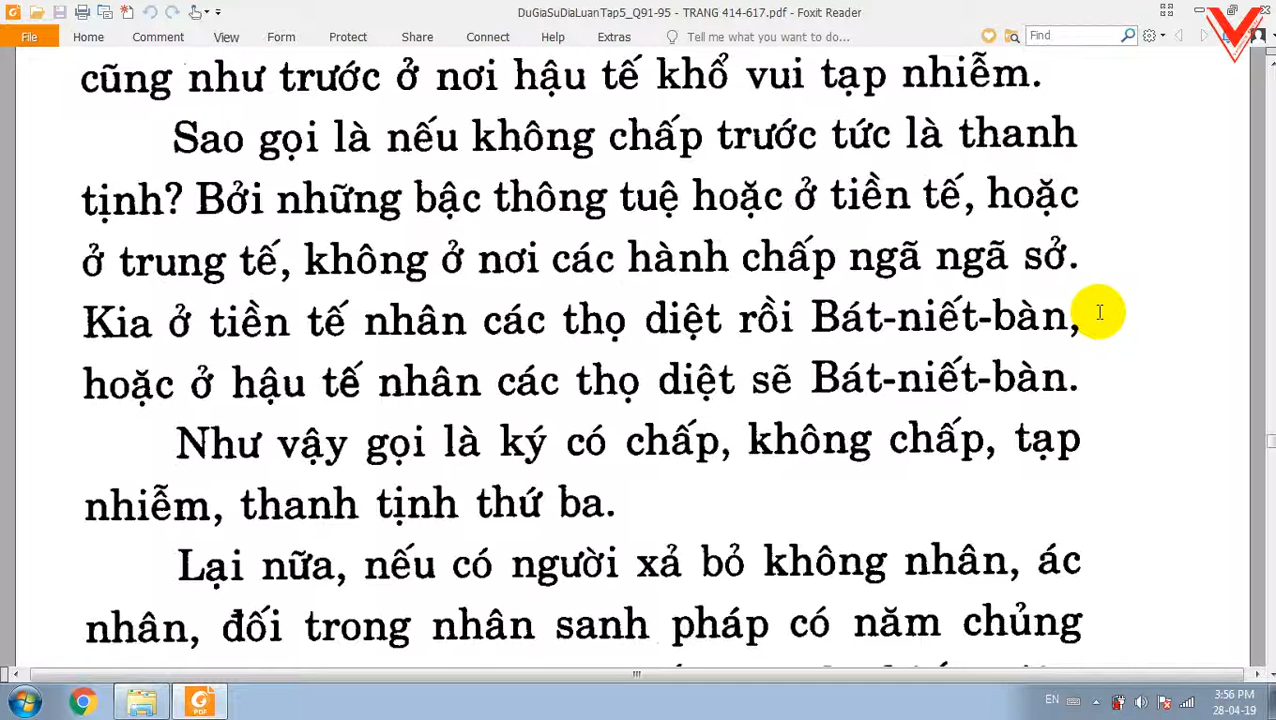 DuGiaSuDiaLuanTap5_Q91-95 - TRANG 414-617.pdf - Foxit Reader
File Home Comment View Form Protect Share Connect Help Extras Tell me what you want to do... Find
cũng như trước ở nơi hậu tế khổ vui tạp nhiễm.
Sao gọi là nếu không chấp trước tức là thanh
tịnh? Bởi những bậc thông tuệ hoặc ở tiền tế, hoặc
ở trung tế, không ở nơi các hành chấp ngã ngã sở.
Kia ở tiền tế nhân các thọ diệt rồi Bát-niết-bàn,
hoặc ở hậu tế nhân các thọ diệt sẽ Bát-niết-bàn.
Như vậy gọi là ký có chấp, không chấp, tạp
nhiễm, thanh tịnh thứ ba.
Lại nữa, nếu có người xả bỏ không nhân, ác
nhân, đối trong nhân sanh pháp có năm chủng
PDF
EN
3:56 PM
28-04-19